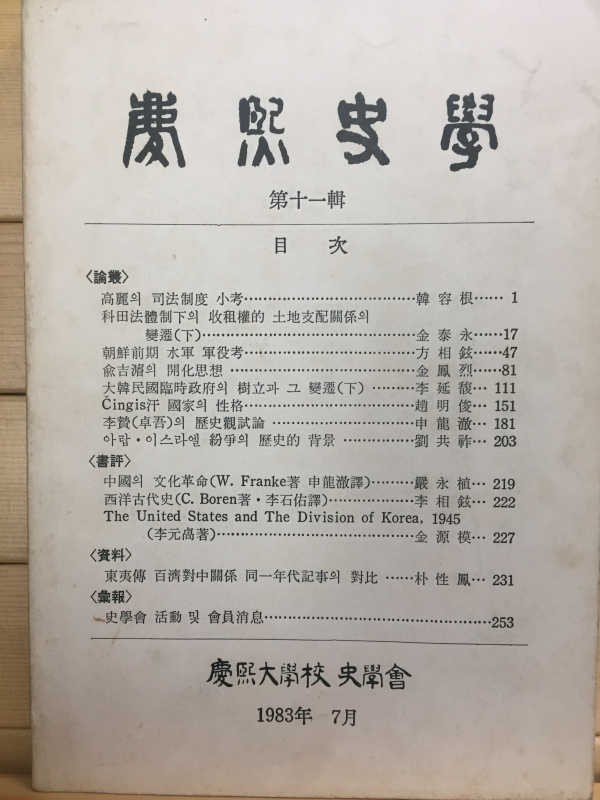 慶熙史學
第十一輯
目 次
〈論叢〉
高麗의 司法制度 小考……………………………………韓容根…… 1
科田法體制下의 收租權的 土地支配關係의
變遷(下)………………………………………金泰永……17
朝鮮前期 水軍 軍役考……………………………………方相鉉……47
兪吉濬의 開化思想 ………………………………………金鳳烈……81
大韓民國臨時政府의 樹立과 그 變遷(下) ………李延馥… 111
Čingis汗 國家의 性格……………………………………趙明俊… 151
李贄(卓吾)의 歷史觀試論………………………………申龍澈… 181
아랍・이스라엘 紛爭의 歷史的 背景 ……………劉共祚… 203
〈書評〉
中國의 文化革命(W. Franke著 申龍澈譯)………嚴永植… 219
西洋古代史(C. Boren著・李石佑譯)………………李相鉉… 222
The United States and The Division of Korea, 1945
(李元卨著)……………………………………金源模… 227
〈資料〉
東夷傳 百濟對中關係 同一年代記事의 對比 ……朴性鳳… 231
〈彙報〉
史學會 活動 및 會員消息…………………………………………253
慶熙大學校 史學會
1983年 7月